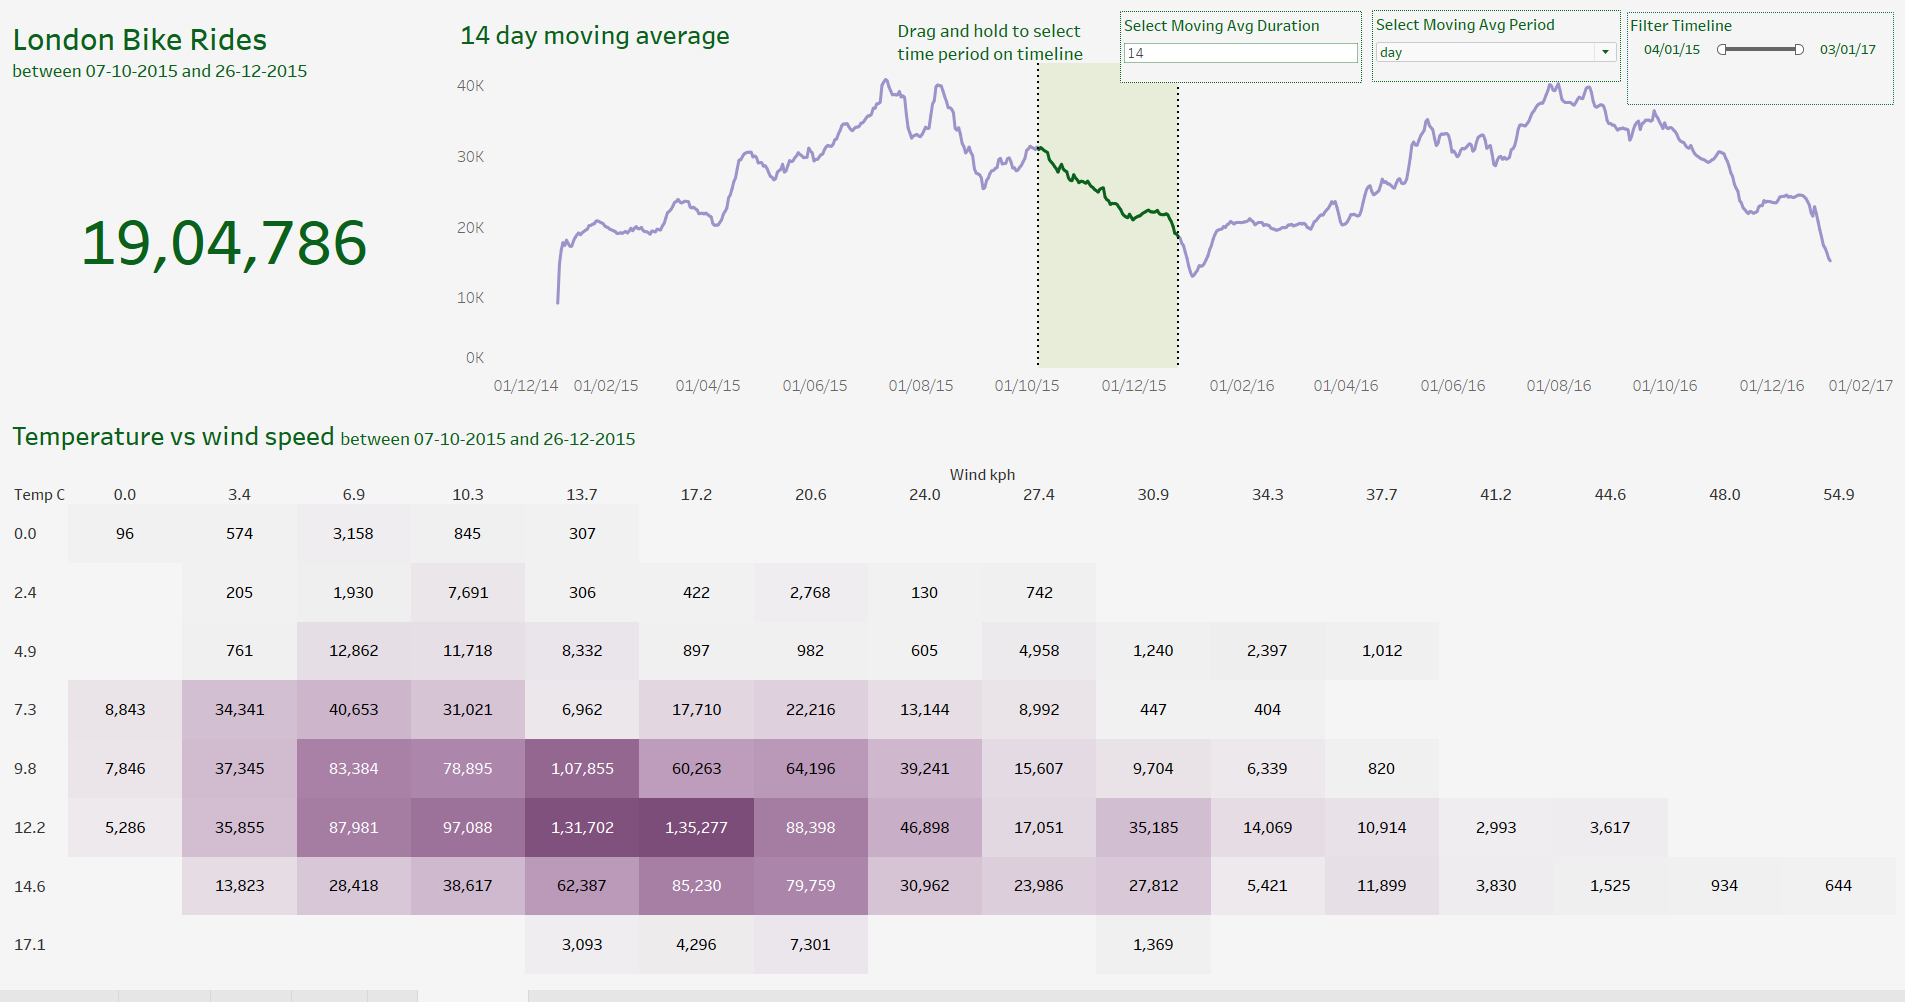 London Bike Rides
between 07-10-2015 and 26-12-2015
19,04,786
14 day moving average
Drag and hold to select
time period on timeline
Select Moving Avg Duration
14
Select Moving Avg Period
day
Filter Timeline
04/01/15 03/01/17
40K
30K
20K
10K
0K
01/12/14 01/02/15 01/04/15 01/06/15 01/08/15 01/10/15 01/12/15 01/02/16 01/04/16 01/06/16 01/08/16 01/10/16 01/12/16 01/02/17
Temperature vs wind speed between 07-10-2015 and 26-12-2015
Wind kph
Temp C 0.0 3.4 6.9 10.3 13.7 17.2 20.6 24.0 27.4 30.9 34.3 37.7 41.2 44.6 48.0 54.9
0.0 96 574 3,158 845 307
2.4 205 1,930 7,691 306 422 2,768 130 742
4.9 761 12,862 11,718 8,332 897 982 605 4,958 1,240 2,397 1,012
7.3 8,843 34,341 40,653 31,021 6,962 17,710 22,216 13,144 8,992 447 404
9.8 7,846 37,345 83,384 78,895 1,07,855 60,263 64,196 39,241 15,607 9,704 6,339 820
12.2 5,286 35,855 87,981 97,088 1,31,702 1,35,277 88,398 46,898 17,051 35,185 14,069 10,914 2,993 3,617
14.6 13,823 28,418 38,617 62,387 85,230 79,759 30,962 23,986 27,812 5,421 11,899 3,830 1,525 934 644
17.1 3,093 4,296 7,301 1,369